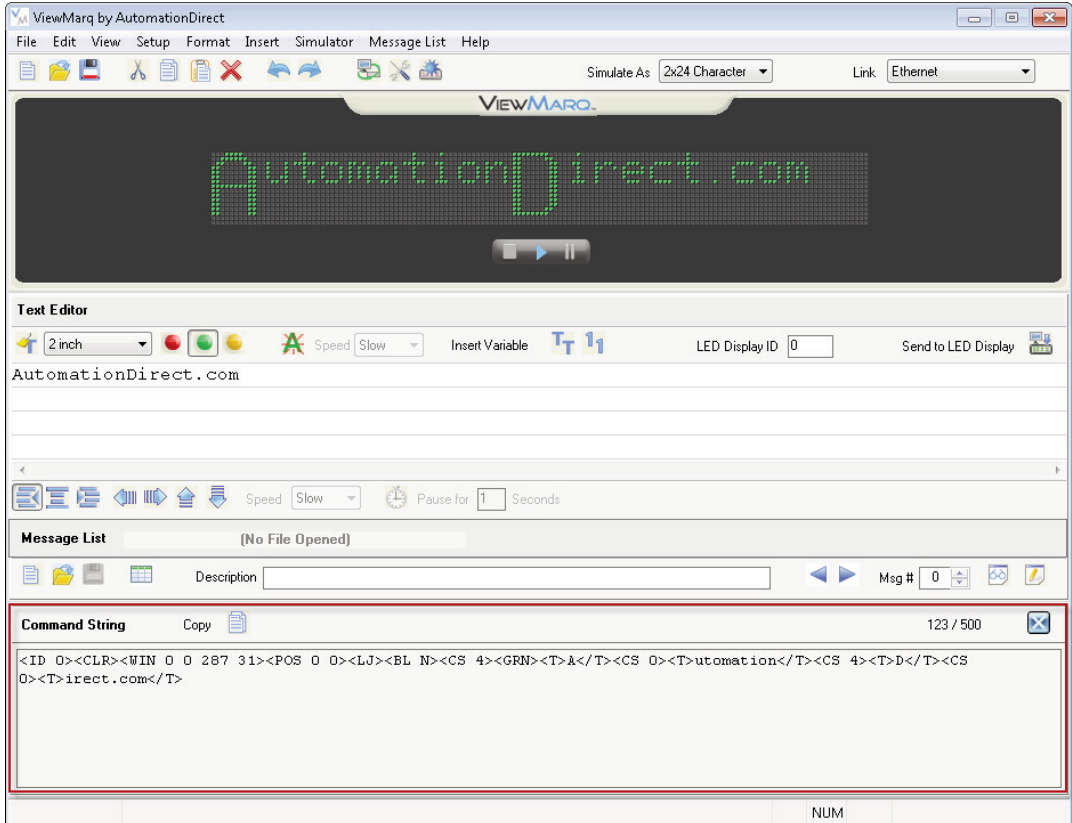 ViewMarq by AutomationDirect
File Edit View Setup Format Insert Simulator Message List Help
Simulate As 2x24 Character Link Ethernet
VIEWMARQ
AutomationDirect.com
Text Editor
2 inch Speed Slow Insert Variable TT 11 LED Display ID 0 Send to LED Display
AutomationDirect.com
Speed Slow Pause for 1 Seconds
Message List (No File Opened)
Description Msg # 0
Command String Copy 123 / 500
<ID 0><CLR><WIN 0 0 287 31><POS 0 0><LJ><BL N><CS 4><GRN><T>A</T><CS 0><T>utomation</T><CS 4><T>D</T><CS
0><T>irect.com</T>
NUM